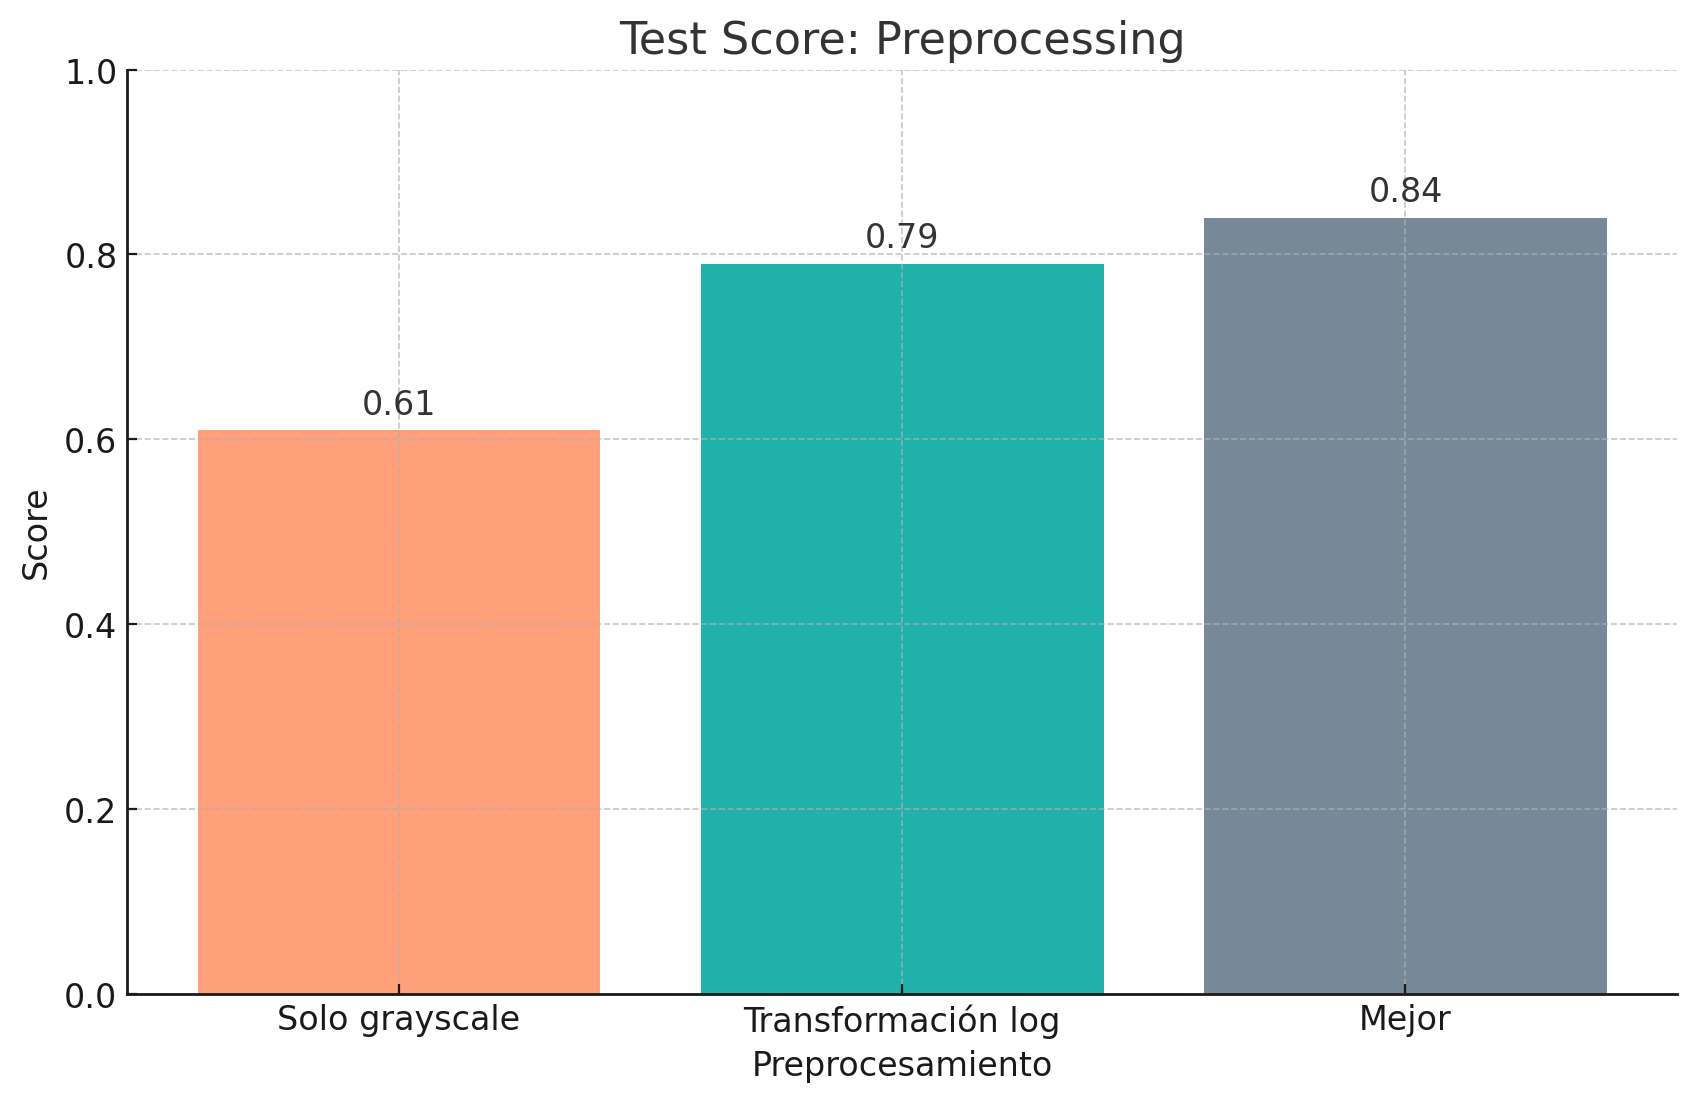 Test Score: Preprocessing
1.0
0.8
0.6
0.4
0.2
0.0
Score
0.61
0.79
0.84
Solo grayscale
Transformación log
Mejor
Preprocesamiento